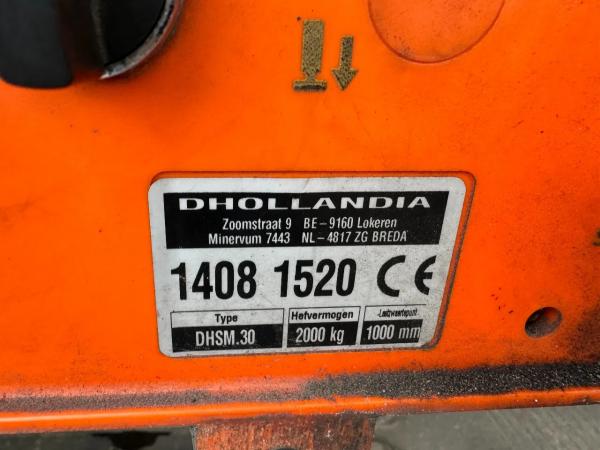 DHOLLANDIA
Zoomstraat 9 BE-9160 Lokeren
Minervum 7443 NL-4817 ZG BREDA
1408 1520 CE
Type Hefvermogen
DHSM.30 2000 kg 1000 mm